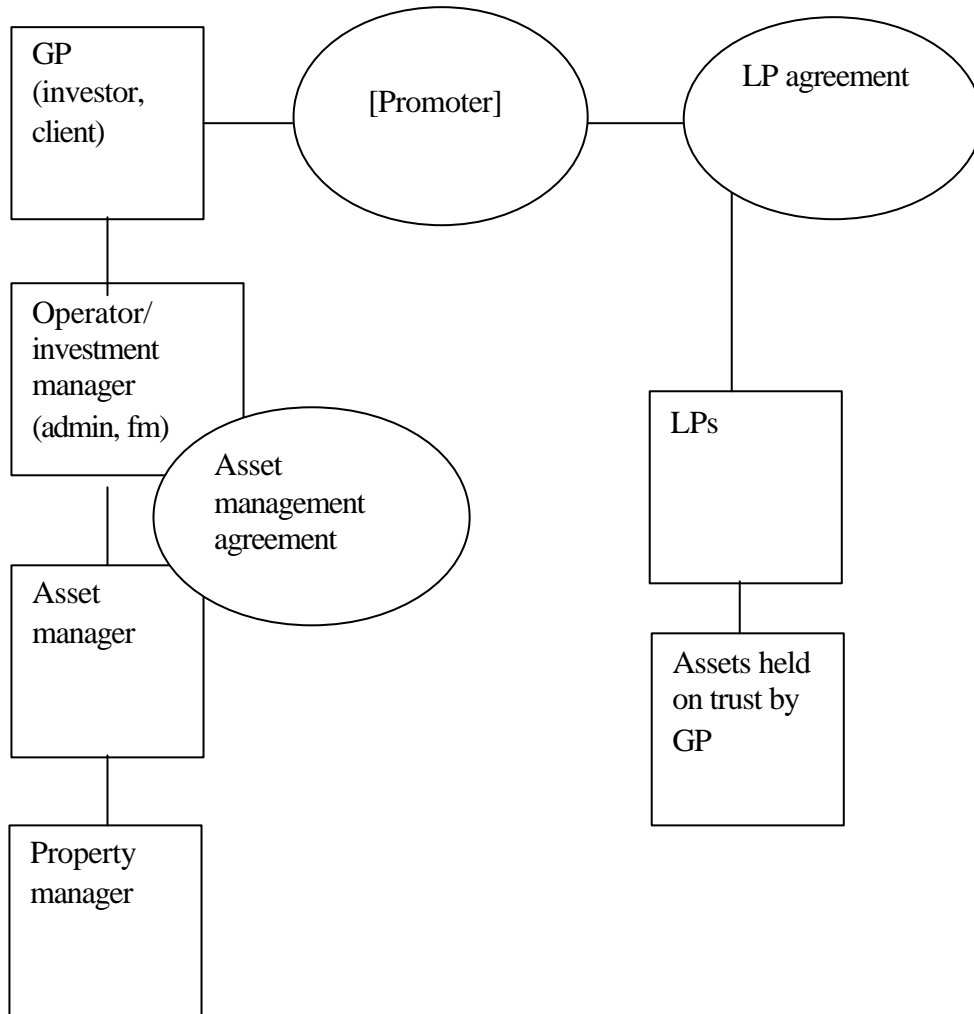 GP
(investor,
client)
[Promoter]
LP agreement
Operator/
investment
manager
(admin, fm)
Asset
management
agreement
LPs
Asset
manager
Assets held
on trust by
GP
Property
manager